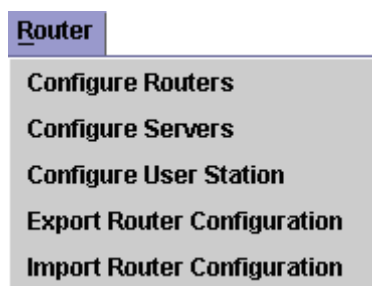 Router
Configure Routers
Configure Servers
Configure User Station
Export Router Configuration
Import Router Configuration